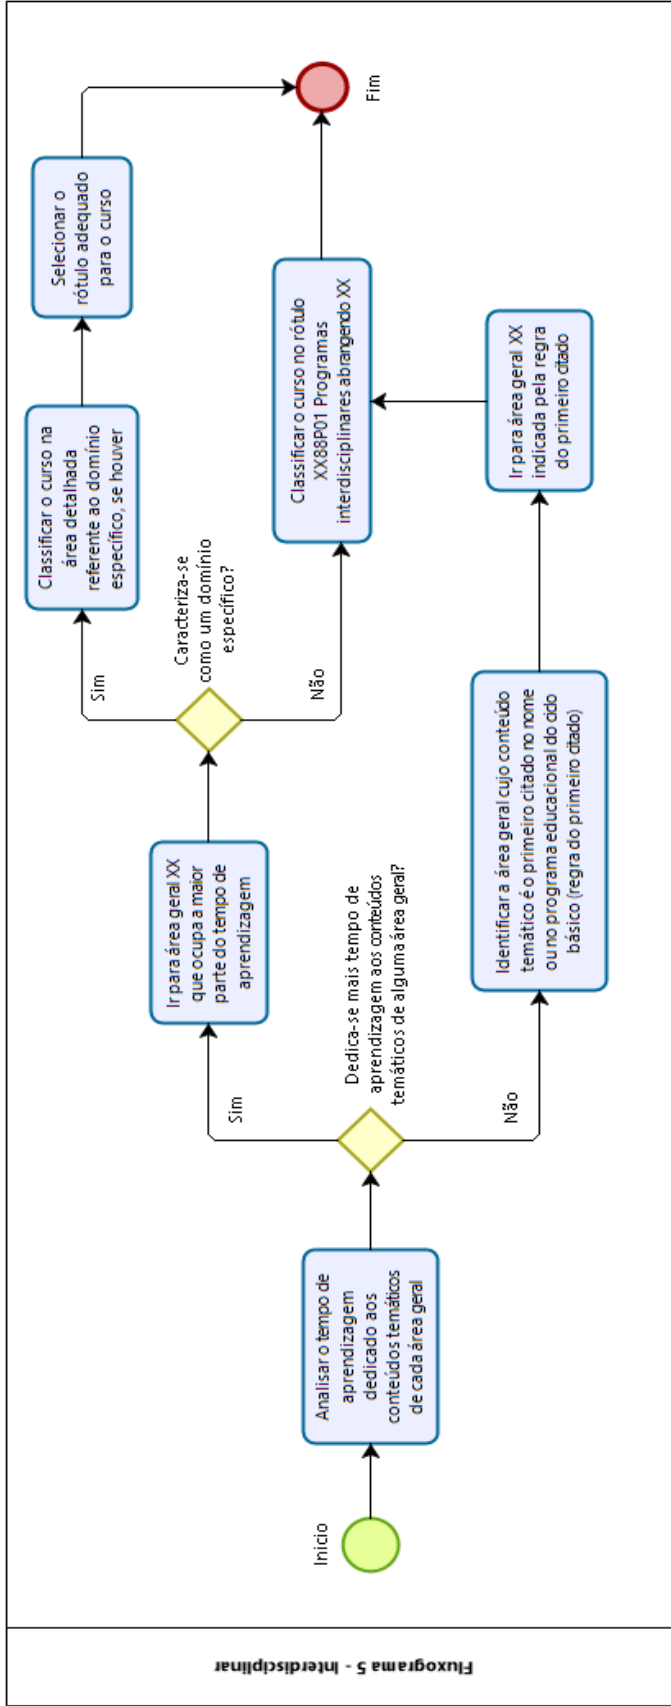 Fluxograma 5 - Interdisciplinar
Início
Analisar o tempo de
aprendizagem
dedicado aos
conteúdos temáticos
de cada área geral
Dedica-se mais tempo de
aprendizagem aos conteúdos
temáticos de alguma área geral?
Sim
Ir para área geral XX
que ocupa a maior
parte do tempo de
aprendizagem
Caracteriza-se
como um domínio
específico?
Sim
Classificar o curso na
área detalhada
referente ao domínio
específico, se houver
Selecionar o
rótulo adequado
para o curso
Não
Classificar o curso no rótulo
XX88P01 Programas
interdisciplinares abrangendo XX
Não
Identificar a área geral cujo conteúdo
temático é o primeiro citado no nome
ou no programa educacional do ciclo
básico (regra do primeiro citado)
Ir para área geral XX
indicada pela regra
do primeiro citado
Fim